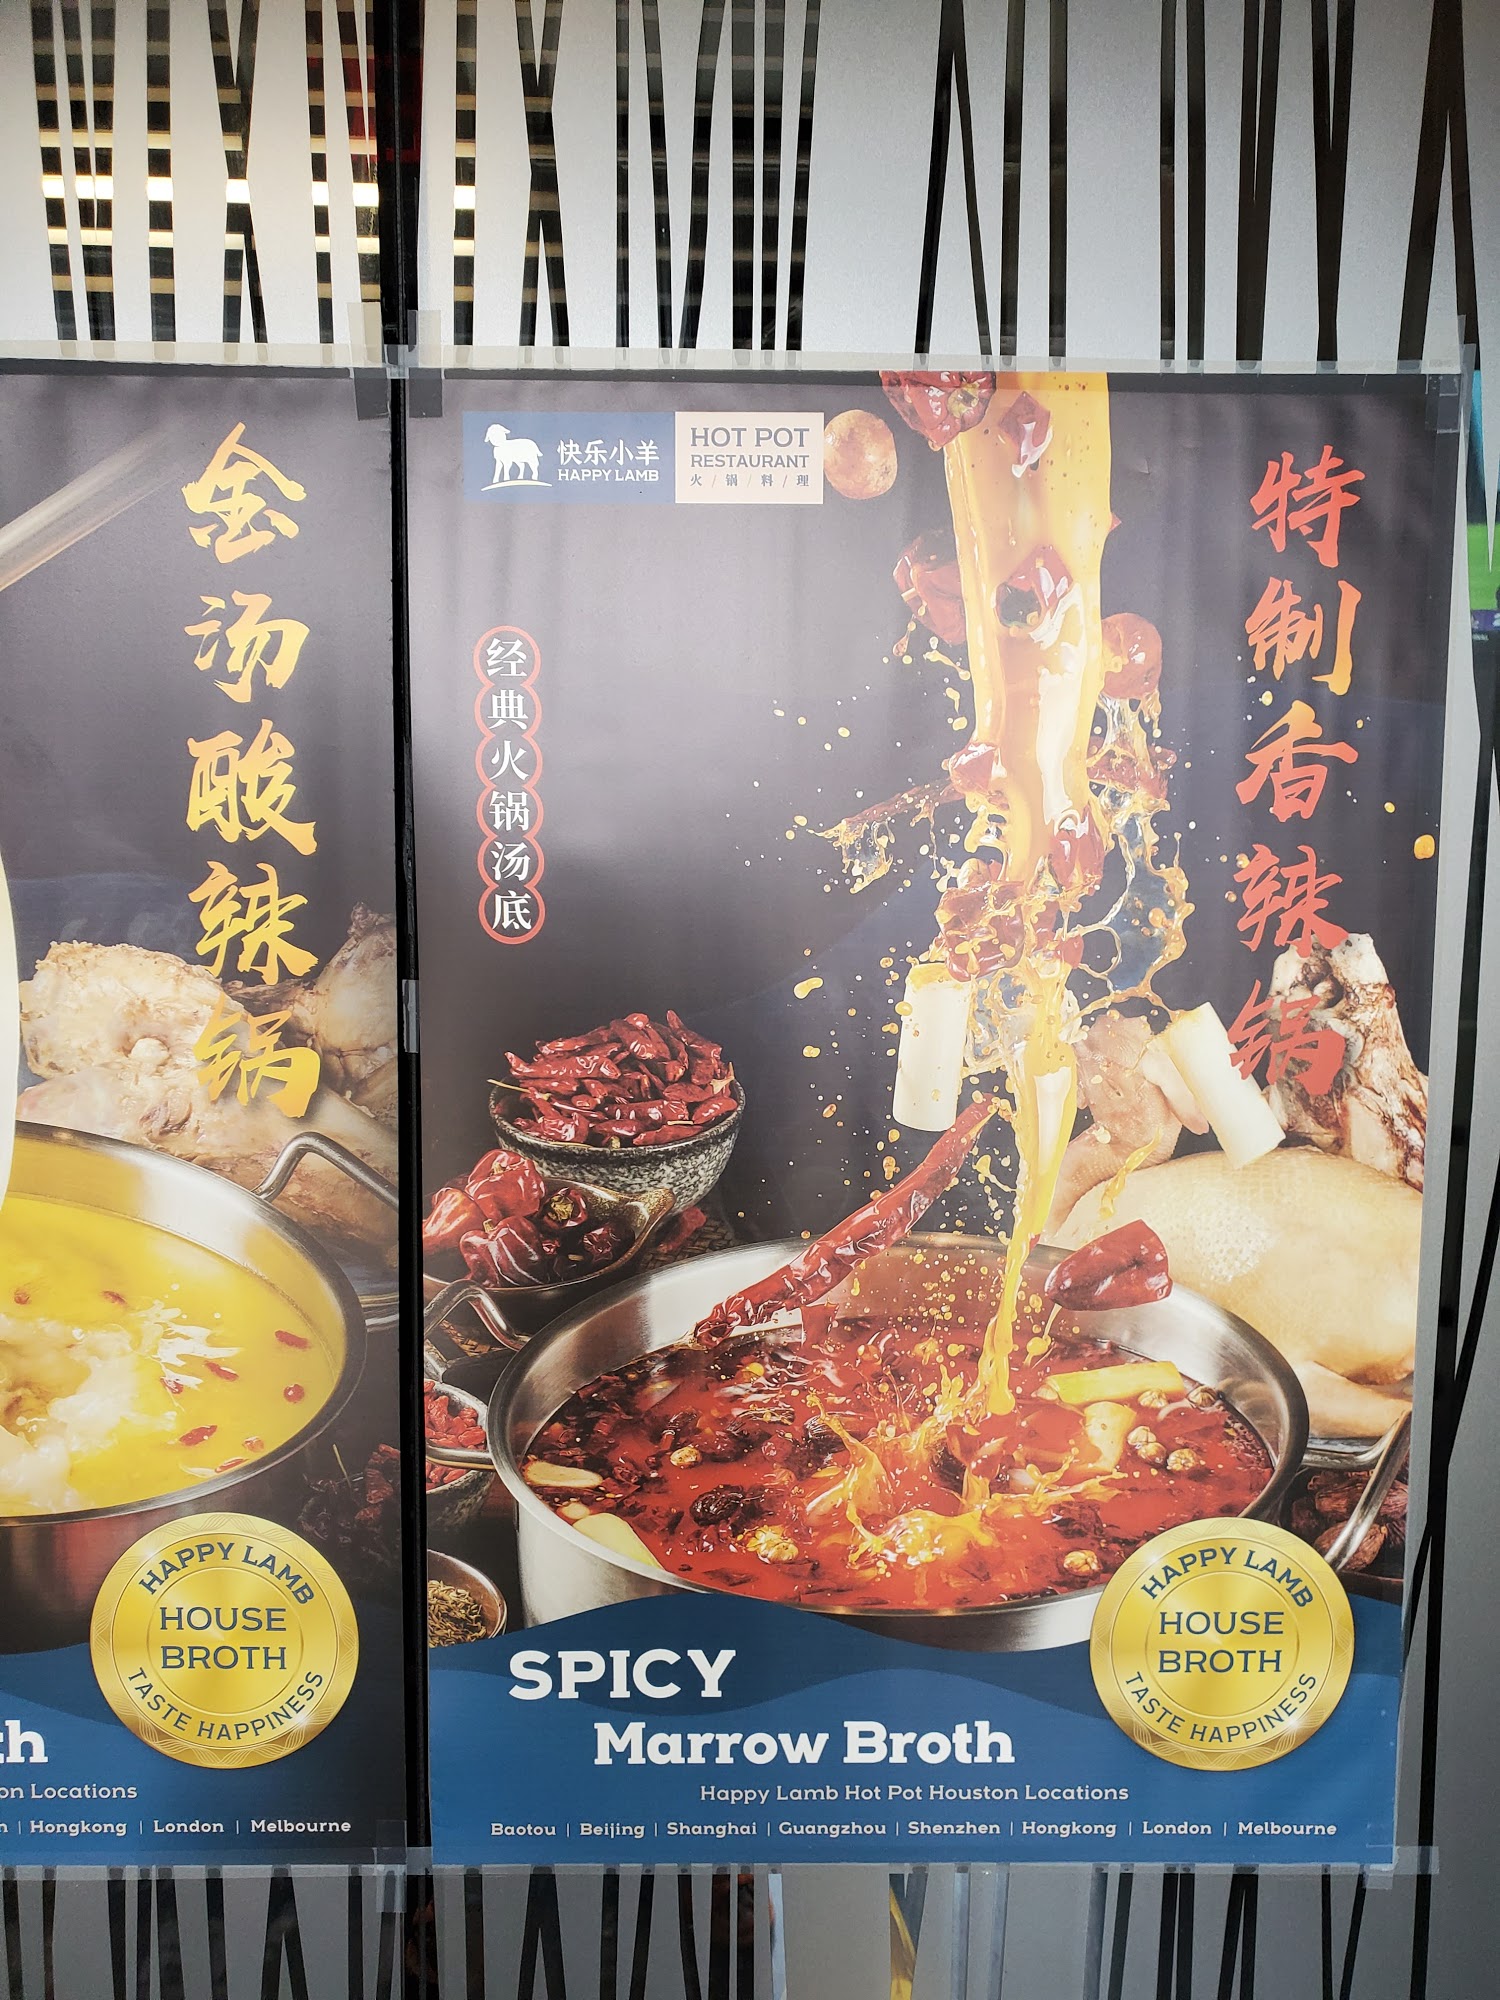 金汤酸辣锅
HAPPY LAMB
HOUSE
BROTH
TASTE HAPPINESS
th
on Locations
n | Hongkong | London | Melbourne
快乐小羊
HAPPY LAMB
HOT POT
RESTAURANT
火 / 锅 / 料 / 理
经典火锅汤底
特制香辣锅
HAPPY LAMB
HOUSE
BROTH
TASTE HAPPINESS
SPICY
Marrow Broth
Happy Lamb Hot Pot Houston Locations
Baotou | Beijing | Shanghai | Guangzhou | Shenzhen | Hongkong | London | Melbourne